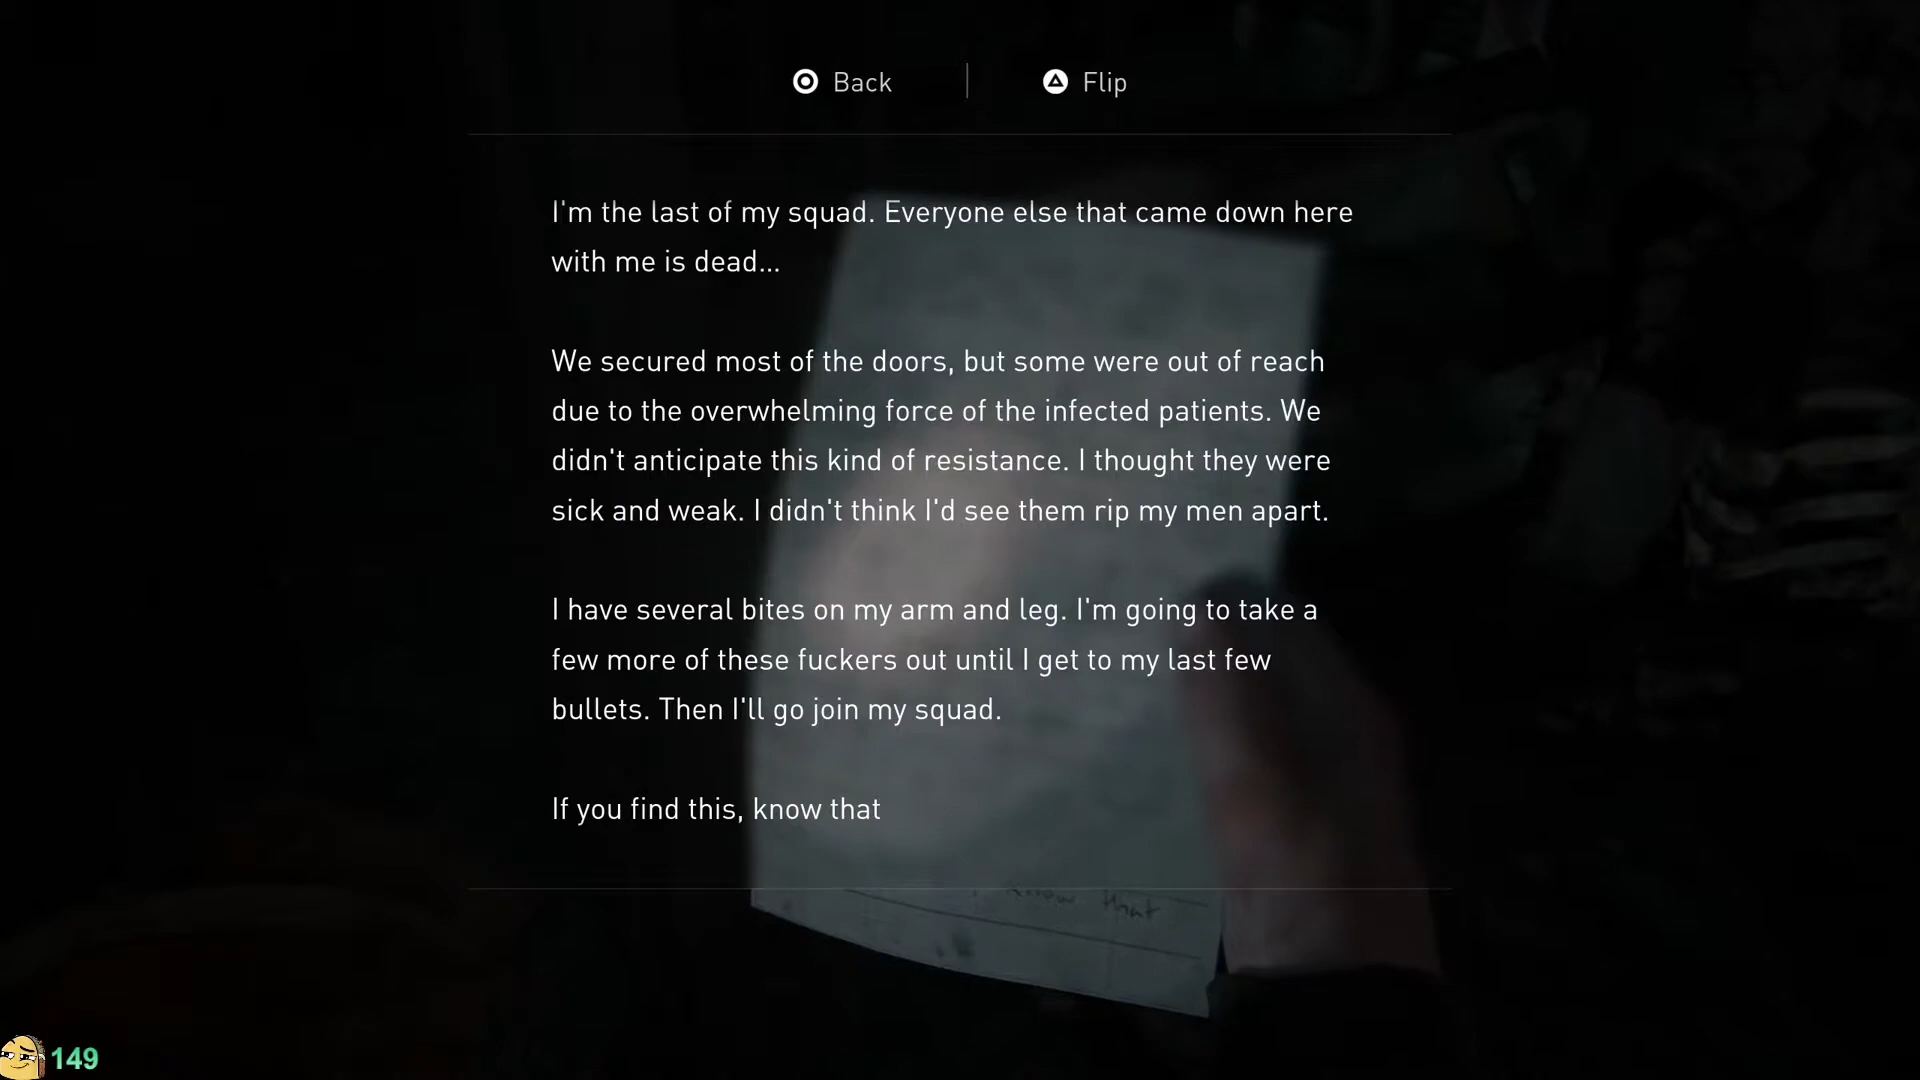 Back
Flip
I'm the last of my squad. Everyone else that came down here
with me is dead...
We secured most of the doors, but some were out of reach
due to the overwhelming force of the infected patients. We
didn't anticipate this kind of resistance. I thought they were
sick and weak. I didn't think I'd see them rip my men apart.
I have several bites on my arm and leg. I'm going to take a
few more of these fuckers out until I get to my last few
bullets. Then I'll go join my squad.
If you find this, know that
know that
149